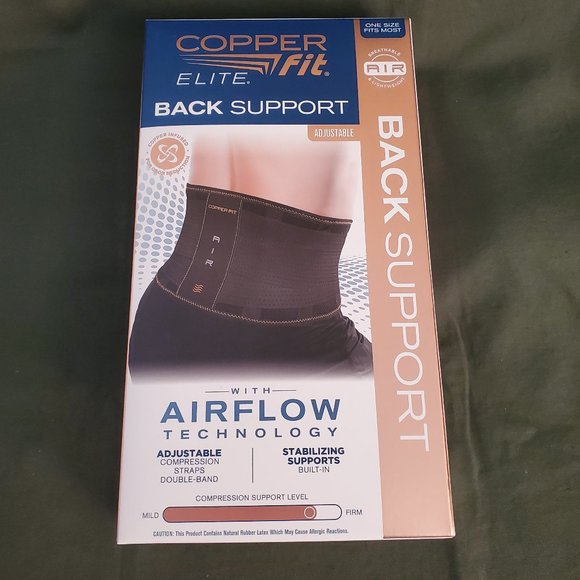 COPPER
Fit®
ELITE®
BACK SUPPORT
ADJUSTABLE
ONE SIZE
FITS MOST
BREATHABLE
AIR
& LIGHTWEIGHT
BACK SUPPORT
COPPER INFUSED
COPPER FIT
AIR
WITH
AIRFLOW
TECHNOLOGY
ADJUSTABLE
COMPRESSION
STRAPS
DOUBLE-BAND
STABILIZING
SUPPORTS
BUILT-IN
COMPRESSION SUPPORT LEVEL
MILD
FIRM
CAUTION: This Product Contains Natural Rubber Latex Which May Cause Allergic Reactions.